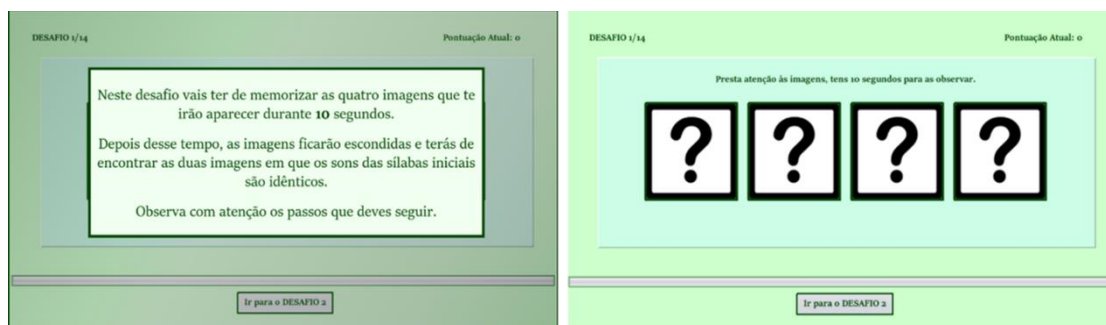 DESAFIO 1/14
Pontuação Atual: 0
Neste desafio vais ter de memorizar as quatro imagens que te
irão aparecer durante 10 segundos.
Depois desse tempo, as imagens ficarão escondidas e terás de
encontrar as duas imagens em que os sons das sílabas iniciais
são idênticos.
Observa com atenção os passos que deves seguir.
Ir para o DESAFIO 2
DESAFIO 1/14
Pontuação Atual: 0
Presta atenção às imagens, tens 10 segundos para as observar.
? ? ? ?
Ir para o DESAFIO 2